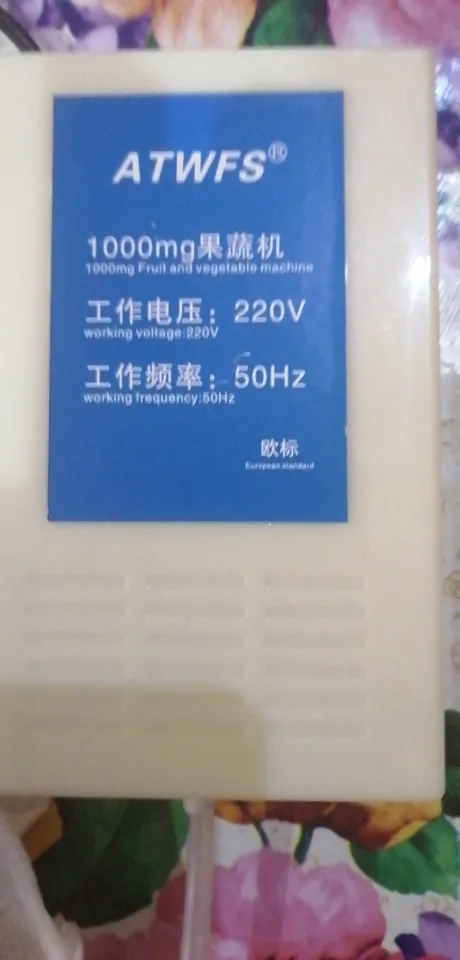 ATWFS®
1000mg果蔬机
1000mg Fruit and vegetable machine
工作电压：220V
working voltage:220V
工作频率：50Hz
working frequency:50Hz
欧标
European standard